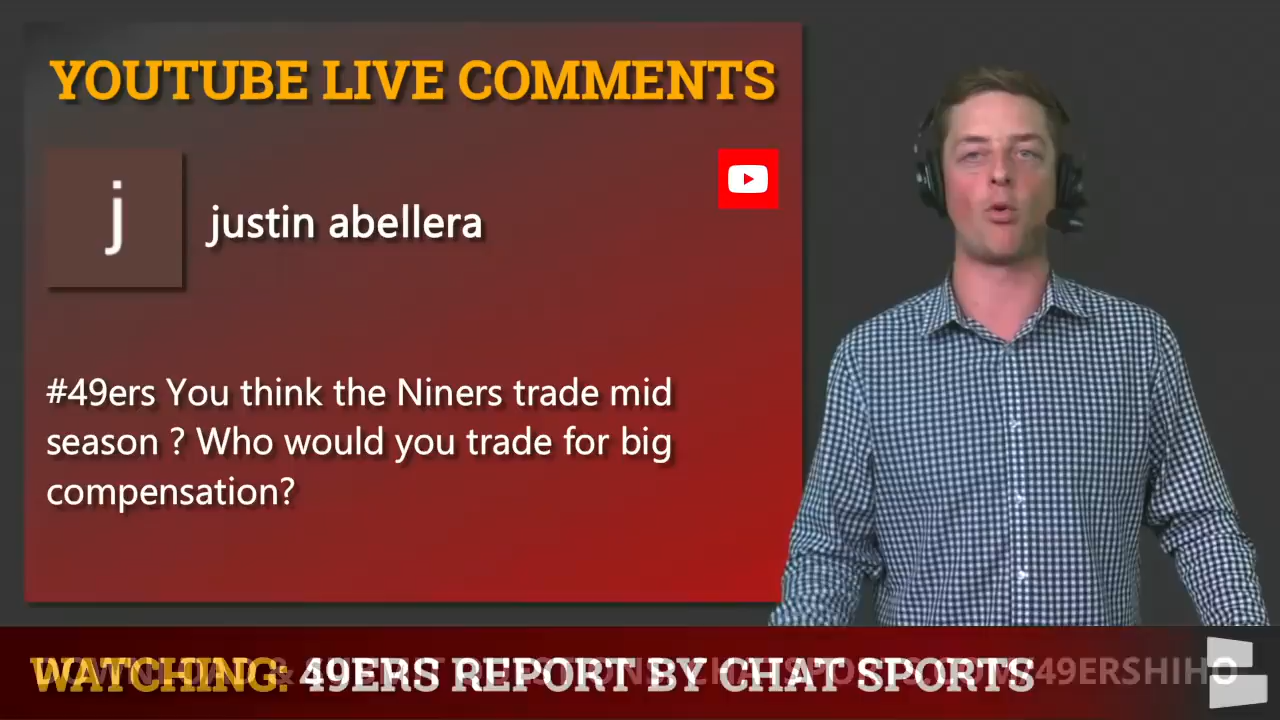 YOUTUBE LIVE COMMENTS
j
justin abellera
#49ers You think the Niners trade mid
season ? Who would you trade for big
compensation?
WATCHING: 49ERS REPORT BY CHAT SPORTS